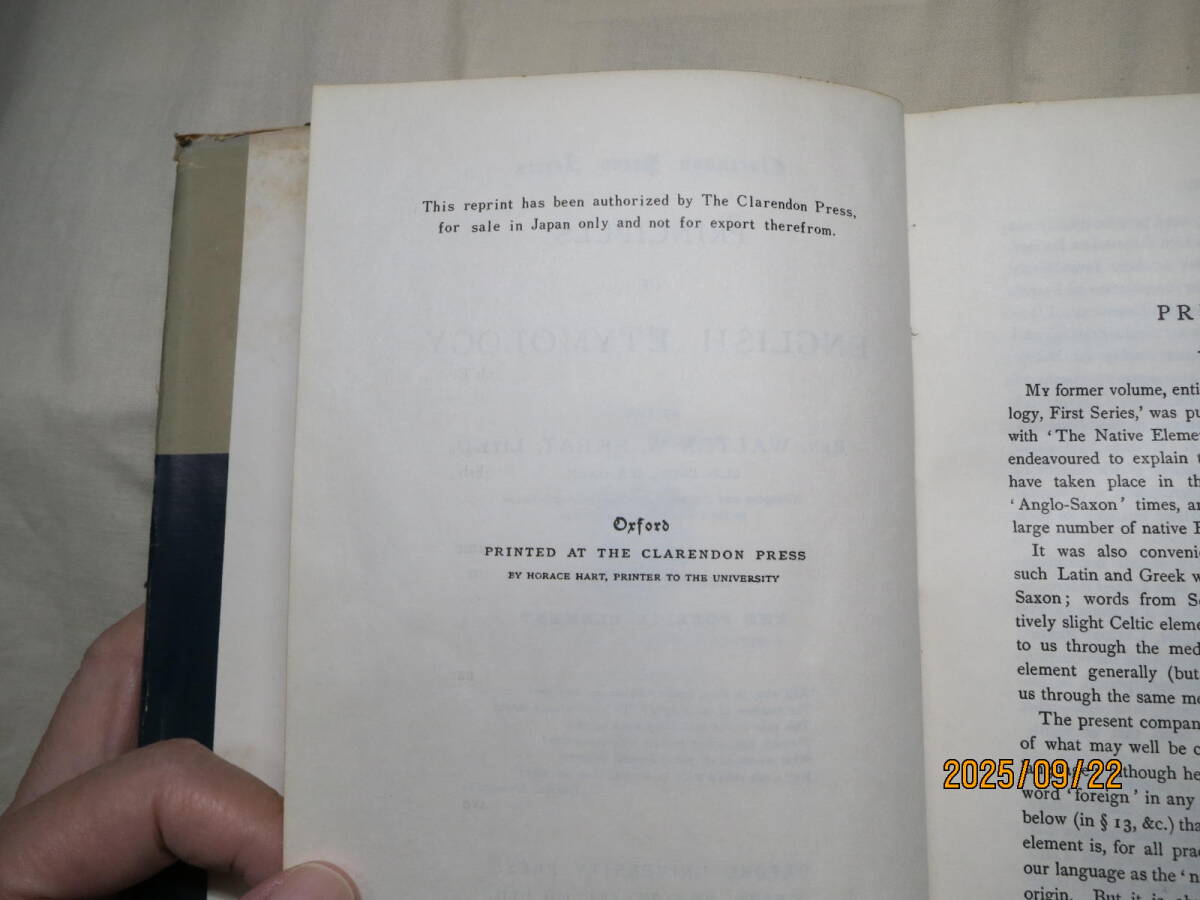 This reprint has been authorized by The Clarendon Press,
for sale in Japan only and not for export therefrom.
Oxford
PRINTED AT THE CLARENDON PRESS
BY HORACE HART, PRINTER TO THE UNIVERSITY
PR
My former volume, enti
logy, First Series,' was pu
with 'The Native Elemen
endeavoured to explain t
have taken place in th
'Anglo-Saxon' times, an
large number of native E
It was also convenie
such Latin and Greek w
Saxon; words from Sc
tively slight Celtic eleme
to us through the med
element generally (but
us through the same me
The present compan
of what may well be c
language, although he
word 'foreign' in any
below (in § 13, &c.) tha
element is, for all prac
our language as the 'n
origin. But it is
2025/09/22